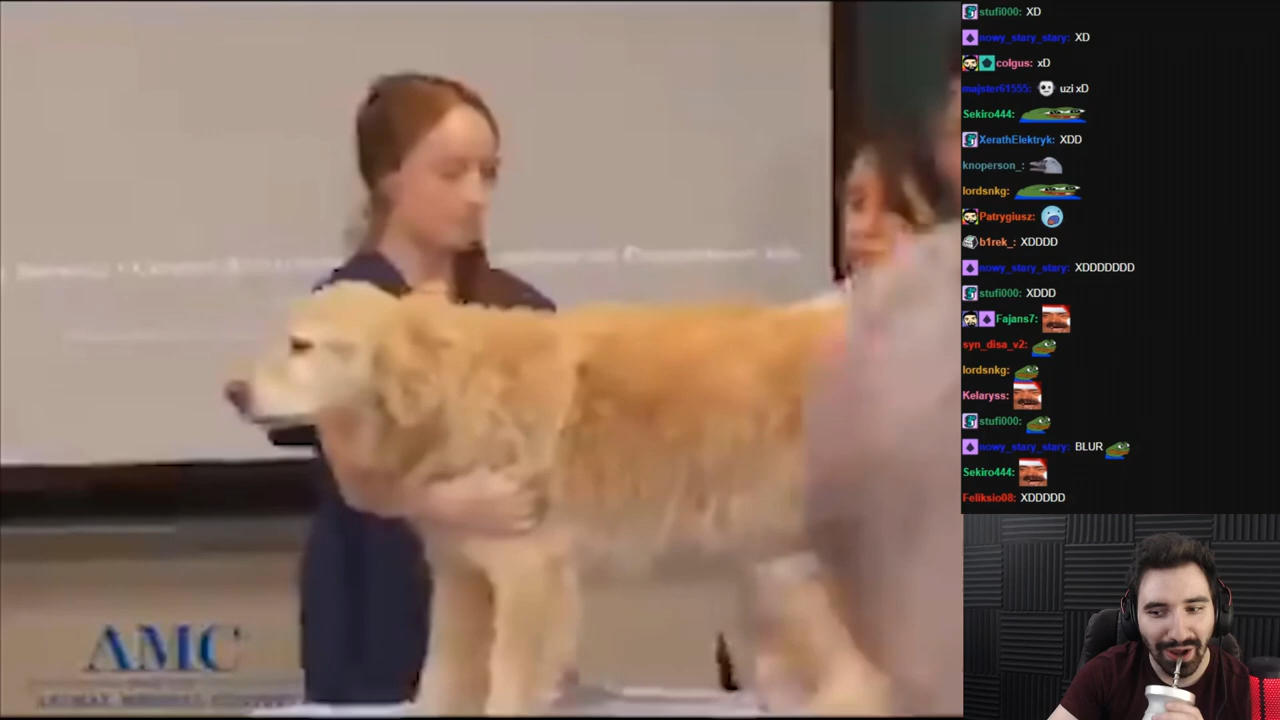 stufi000: XD
nowy_stary_stary: XD
colgus: xD
majster61555: uzi xD
Sekiro444:
XerathElektryk: XDD
knoperson_:
lordsnkg:
Patrygiusz:
b1rek_: XDDDD
nowy_stary_stary: XDDDDDDD
stufi000: XDDD
Fajans7:
syn_disa_v2:
lordsnkg:
Kelaryss:
stufi000:
nowy_stary_stary: BLUR
Sekiro444:
Feliksio08: XDDDDD
AMC